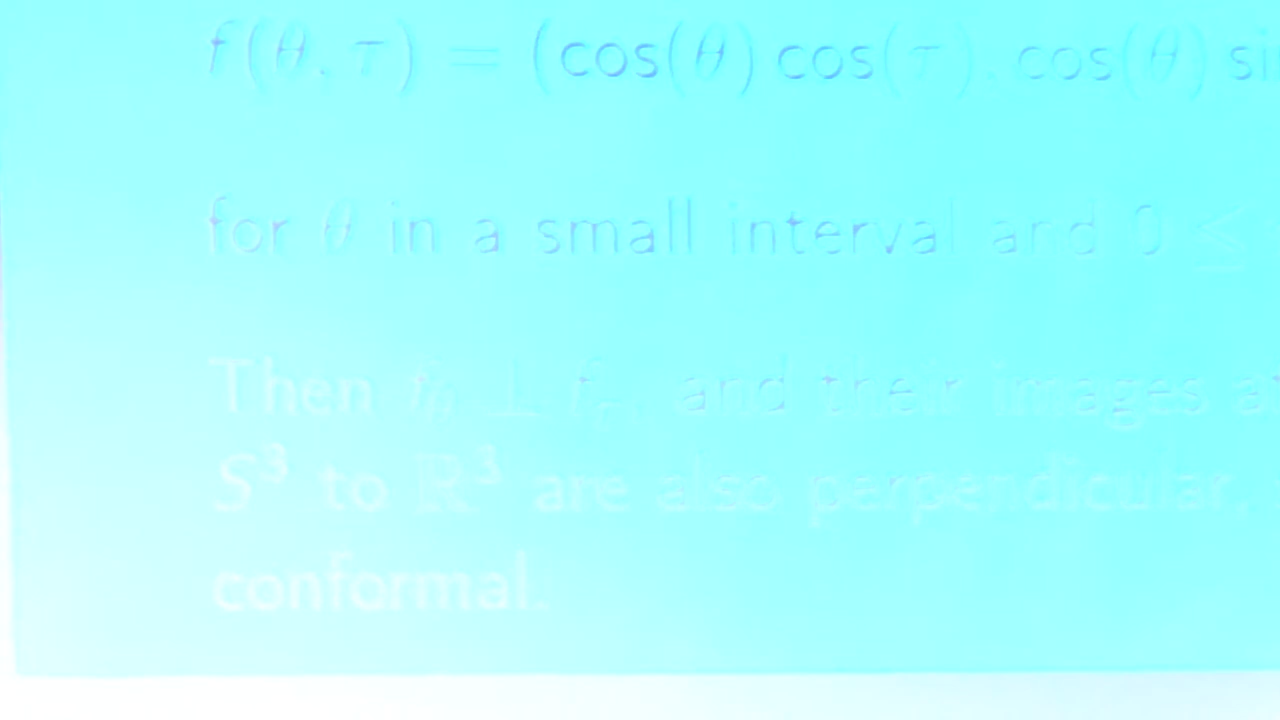 f(θ, τ) = (cos(θ) cos(τ), cos(θ) si
for θ in a small interval and 0 ≤
Then f_θ ⊥ f_τ, and their images a
S³ to ℝ³ are also perpendicular,
conformal.